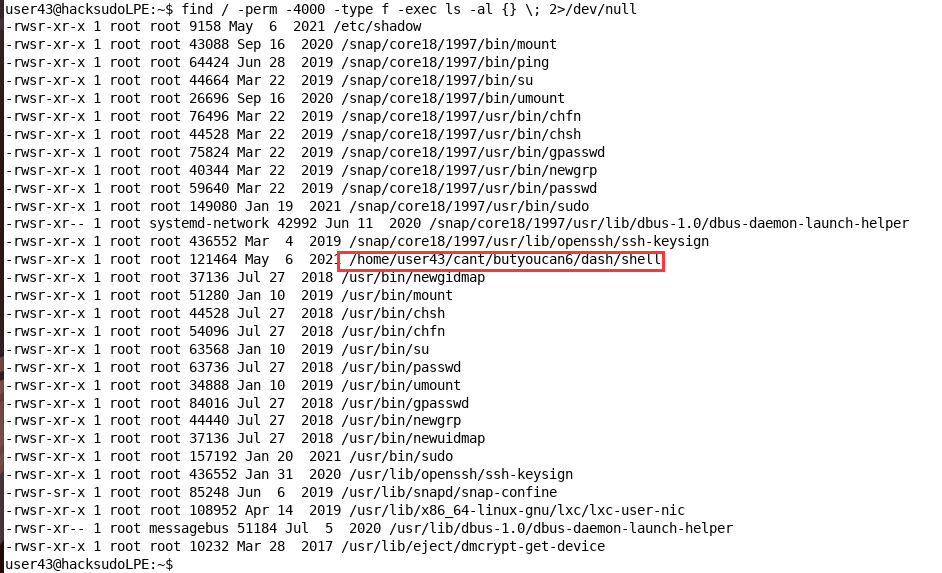 user43@hacksudoLPE:~$ find / -perm -4000 -type f -exec ls -al {} \; 2>/dev/null
-rwsr-xr-x 1 root root 9158 May  6  2021 /etc/shadow
-rwsr-xr-x 1 root root 43088 Sep 16  2020 /snap/core18/1997/bin/mount
-rwsr-xr-x 1 root root 64424 Jun 28  2019 /snap/core18/1997/bin/ping
-rwsr-xr-x 1 root root 44664 Mar 22  2019 /snap/core18/1997/bin/su
-rwsr-xr-x 1 root root 26696 Sep 16  2020 /snap/core18/1997/bin/umount
-rwsr-xr-x 1 root root 76496 Mar 22  2019 /snap/core18/1997/usr/bin/chfn
-rwsr-xr-x 1 root root 44528 Mar 22  2019 /snap/core18/1997/usr/bin/chsh
-rwsr-xr-x 1 root root 75824 Mar 22  2019 /snap/core18/1997/usr/bin/gpasswd
-rwsr-xr-x 1 root root 40344 Mar 22  2019 /snap/core18/1997/usr/bin/newgrp
-rwsr-xr-x 1 root root 59640 Mar 22  2019 /snap/core18/1997/usr/bin/passwd
-rwsr-xr-x 1 root root 149080 Jan 19  2021 /snap/core18/1997/usr/bin/sudo
-rwsr-xr-- 1 root systemd-network 42992 Jun 11  2020 /snap/core18/1997/usr/lib/dbus-1.0/dbus-daemon-launch-helper
-rwsr-xr-x 1 root root 436552 Mar  4  2019 /snap/core18/1997/usr/lib/openssh/ssh-keysign
-rwsr-xr-x 1 root root 121464 May  6  2021 /home/user43/cant/butyoucan6/dash/shell
-rwsr-xr-x 1 root root 37136 Jul 27  2018 /usr/bin/newgidmap
-rwsr-xr-x 1 root root 51280 Jan 10  2019 /usr/bin/mount
-rwsr-xr-x 1 root root 44528 Jul 27  2018 /usr/bin/chsh
-rwsr-xr-x 1 root root 54096 Jul 27  2018 /usr/bin/chfn
-rwsr-xr-x 1 root root 63568 Jan 10  2019 /usr/bin/su
-rwsr-xr-x 1 root root 63736 Jul 27  2018 /usr/bin/passwd
-rwsr-xr-x 1 root root 34888 Jan 10  2019 /usr/bin/umount
-rwsr-xr-x 1 root root 84016 Jul 27  2018 /usr/bin/gpasswd
-rwsr-xr-x 1 root root 44440 Jul 27  2018 /usr/bin/newgrp
-rwsr-xr-x 1 root root 37136 Jul 27  2018 /usr/bin/newuidmap
-rwsr-xr-x 1 root root 157192 Jan 20  2021 /usr/bin/sudo
-rwsr-xr-x 1 root root 436552 Jan 31  2020 /usr/lib/openssh/ssh-keysign
-rwsr-sr-x 1 root root 85248 Jun  6  2019 /usr/lib/snapd/snap-confine
-rwsr-xr-x 1 root root 108952 Apr 14  2019 /usr/lib/x86_64-linux-gnu/lxc/lxc-user-nic
-rwsr-xr-- 1 root messagebus 51184 Jul  5  2020 /usr/lib/dbus-1.0/dbus-daemon-launch-helper
-rwsr-xr-x 1 root root 10232 Mar 28  2017 /usr/lib/eject/dmcrypt-get-device
user43@hacksudoLPE:~$